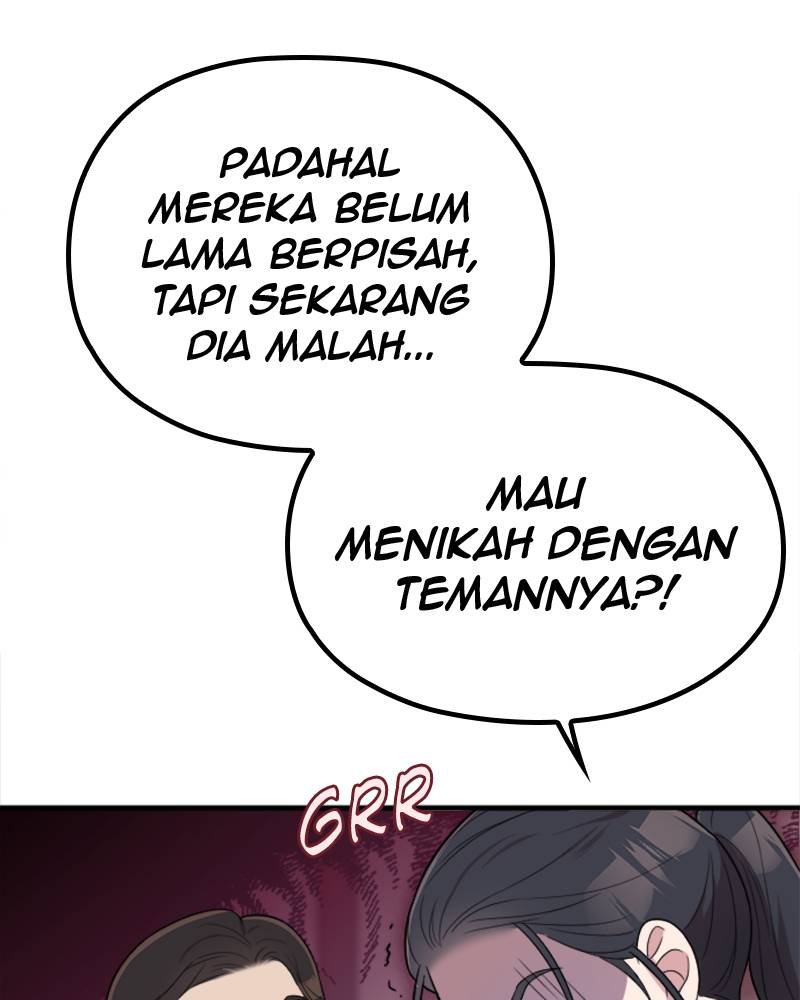 PADAHAL
MEREKA BELUM
LAMA BERPISAH,
TAPI SEKARANG
DIA MALAH...
MAU
MENIKAH DENGAN
TEMANNYA?!
GRR